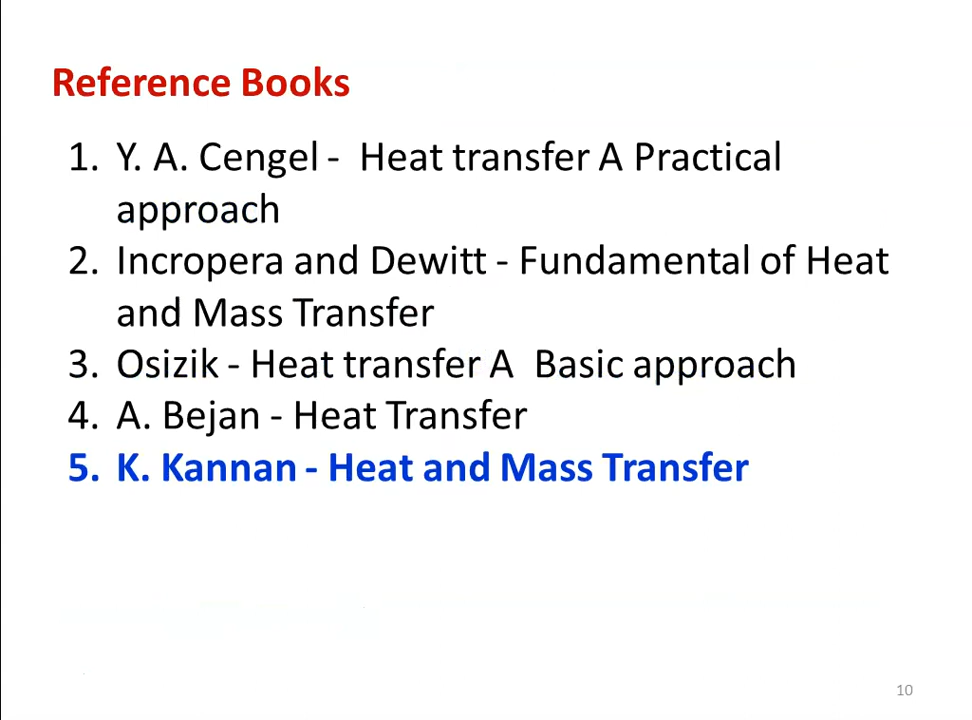 Reference Books
1. Y. A. Cengel - Heat transfer A Practical
approach
2. Incropera and Dewitt - Fundamental of Heat
and Mass Transfer
3. Osizik - Heat transfer A Basic approach
4. A. Bejan - Heat Transfer
5. K. Kannan - Heat and Mass Transfer
10